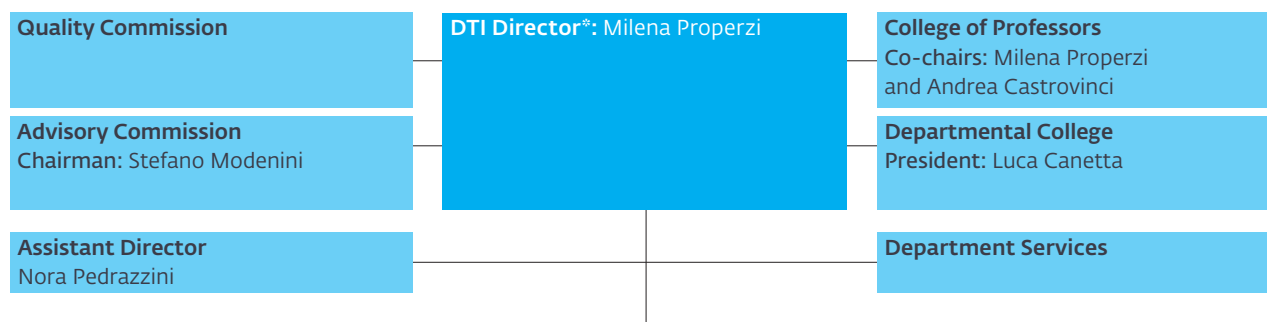 Quality Commission
DTI Director*: Milena Properzi
College of Professors
Co-chairs: Milena Properzi
and Andrea Castrovinci
Advisory Commission
Chairman: Stefano Modenini
Departmental College
President: Luca Canetta
Assistant Director
Nora Pedrazzini
Department Services